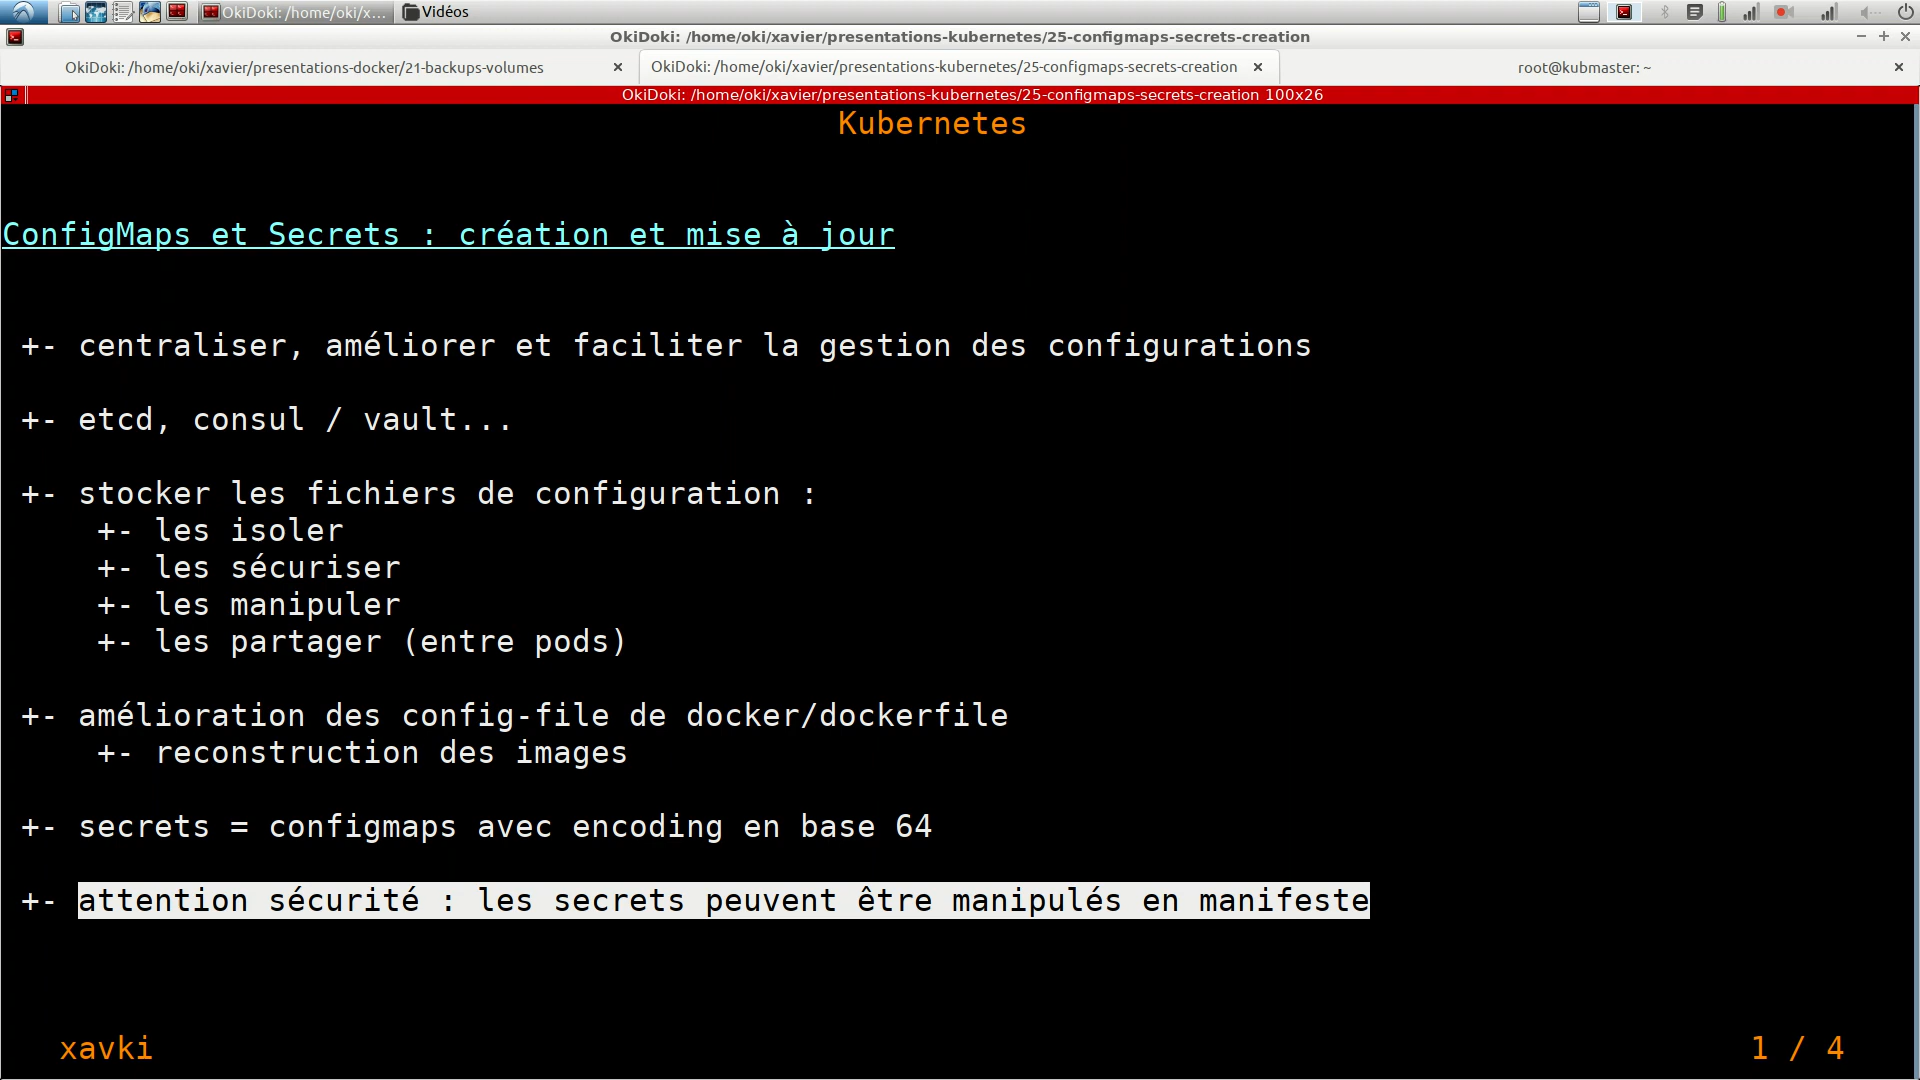 OkiDoki: /home/oki/x...
Vidéos
OkiDoki: /home/oki/xavier/presentations-kubernetes/25-configmaps-secrets-creation
OkiDoki: /home/oki/xavier/presentations-docker/21-backups-volumes
OkiDoki: /home/oki/xavier/presentations-kubernetes/25-configmaps-secrets-creation
root@kubmaster: ~
OkiDoki: /home/oki/xavier/presentations-kubernetes/25-configmaps-secrets-creation 100x26
Kubernetes
ConfigMaps et Secrets : création et mise à jour
+- centraliser, améliorer et faciliter la gestion des configurations
+- etcd, consul / vault...
+- stocker les fichiers de configuration :
+- les isoler
+- les sécuriser
+- les manipuler
+- les partager (entre pods)
+- amélioration des config-file de docker/dockerfile
+- reconstruction des images
+- secrets = configmaps avec encoding en base 64
+- attention sécurité : les secrets peuvent être manipulés en manifeste
xavki
1 / 4